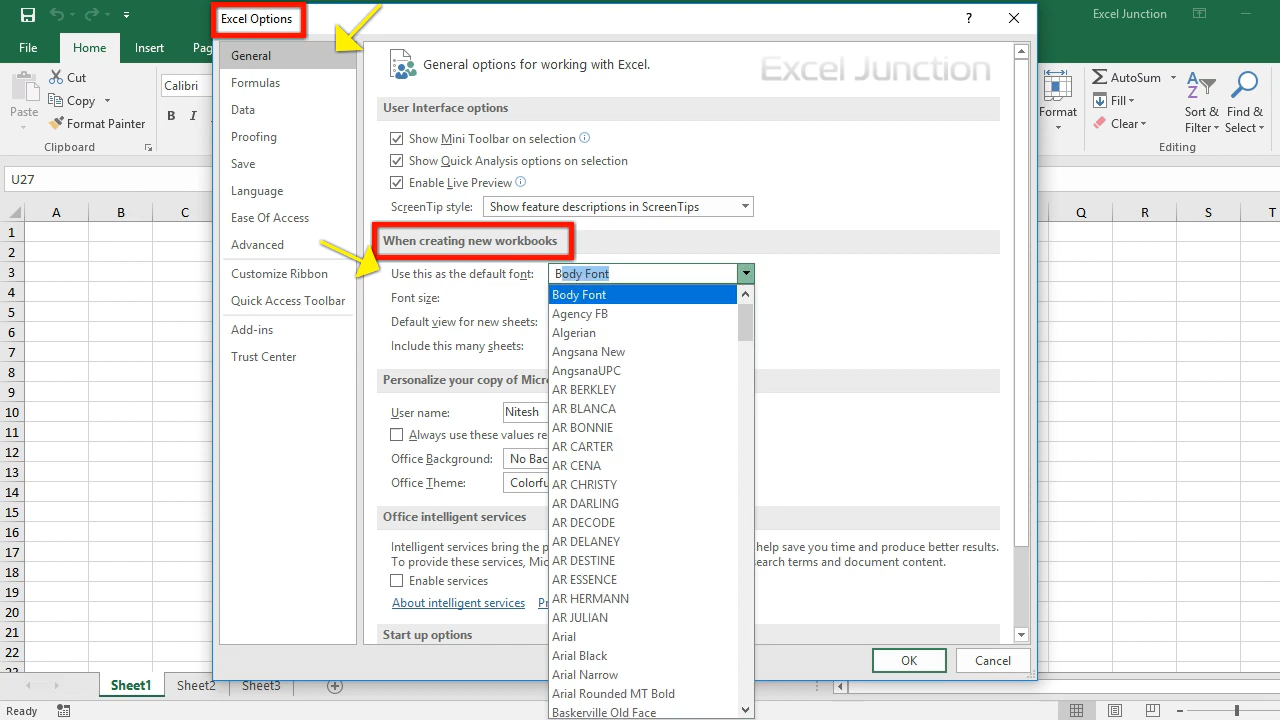 Excel Options
?
Excel Junction
File
Home
Insert
Pag
Cut
Copy
Format Painter
Paste
Clipboard
Calibri
B I
General
Formulas
Data
Proofing
Save
Language
Ease Of Access
Advanced
Customize Ribbon
Quick Access Toolbar
Add-ins
Trust Center
General options for working with Excel.
Excel Junction
User Interface options
Show Mini Toolbar on selection
Show Quick Analysis options on selection
Enable Live Preview
ScreenTip style: Show feature descriptions in ScreenTips
When creating new workbooks
Use this as the default font: Body Font
Font size:
Default view for new sheets:
Include this many sheets:
Body Font
Agency FB
Algerian
Angsana New
AngsanaUPC
AR BERKLEY
AR BLANCA
AR BONNIE
AR CARTER
AR CENA
AR CHRISTY
AR DARLING
AR DECODE
AR DELANEY
AR DESTINE
AR ESSENCE
AR HERMANN
AR JULIAN
Arial
Arial Black
Arial Narrow
Arial Rounded MT Bold
Baskerville Old Face
Personalize your copy of Micro
User name: Nitesh
Always use these values re
Office Background: No Bac
Office Theme: Colorfu
Office intelligent services
Intelligent services bring the p help save you time and produce better results.
To provide these services, Mic earch terms and document content.
Enable services
About intelligent services Pr
Start up options
OK
Cancel
Format
AutoSum
Fill
Clear
Sort &
Filter
Find &
Select
Editing
U27
A B C Q R S T
1
2
3
4
5
6
7
8
9
10
11
12
13
14
15
16
17
18
19
20
21
22
23
Sheet1 Sheet2 Sheet3
Ready